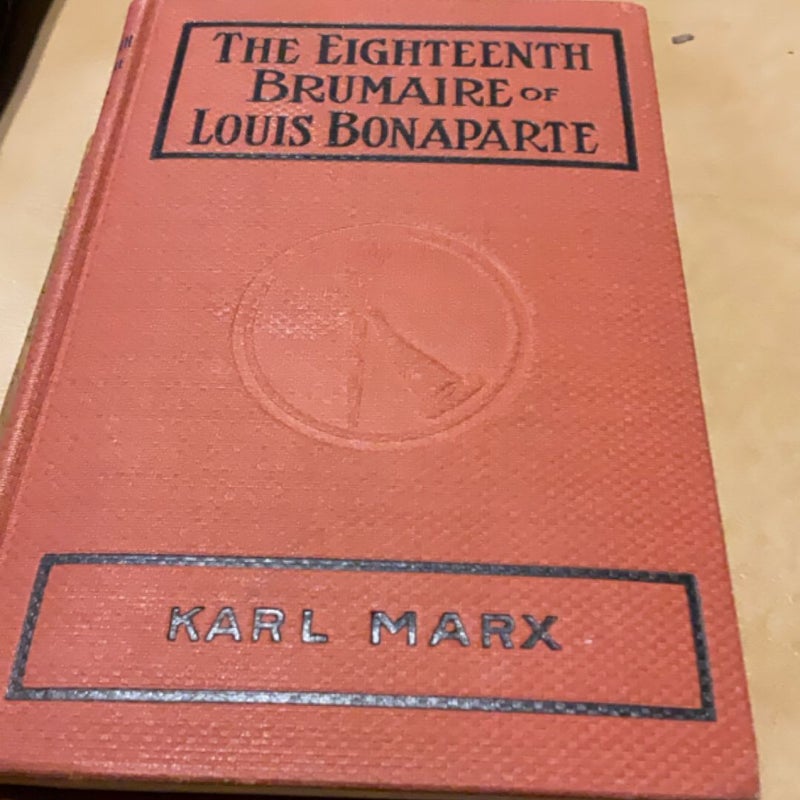 THE EIGHTEENTH
BRUMAIRE OF
LOUIS BONAPARTE
KARL MARX